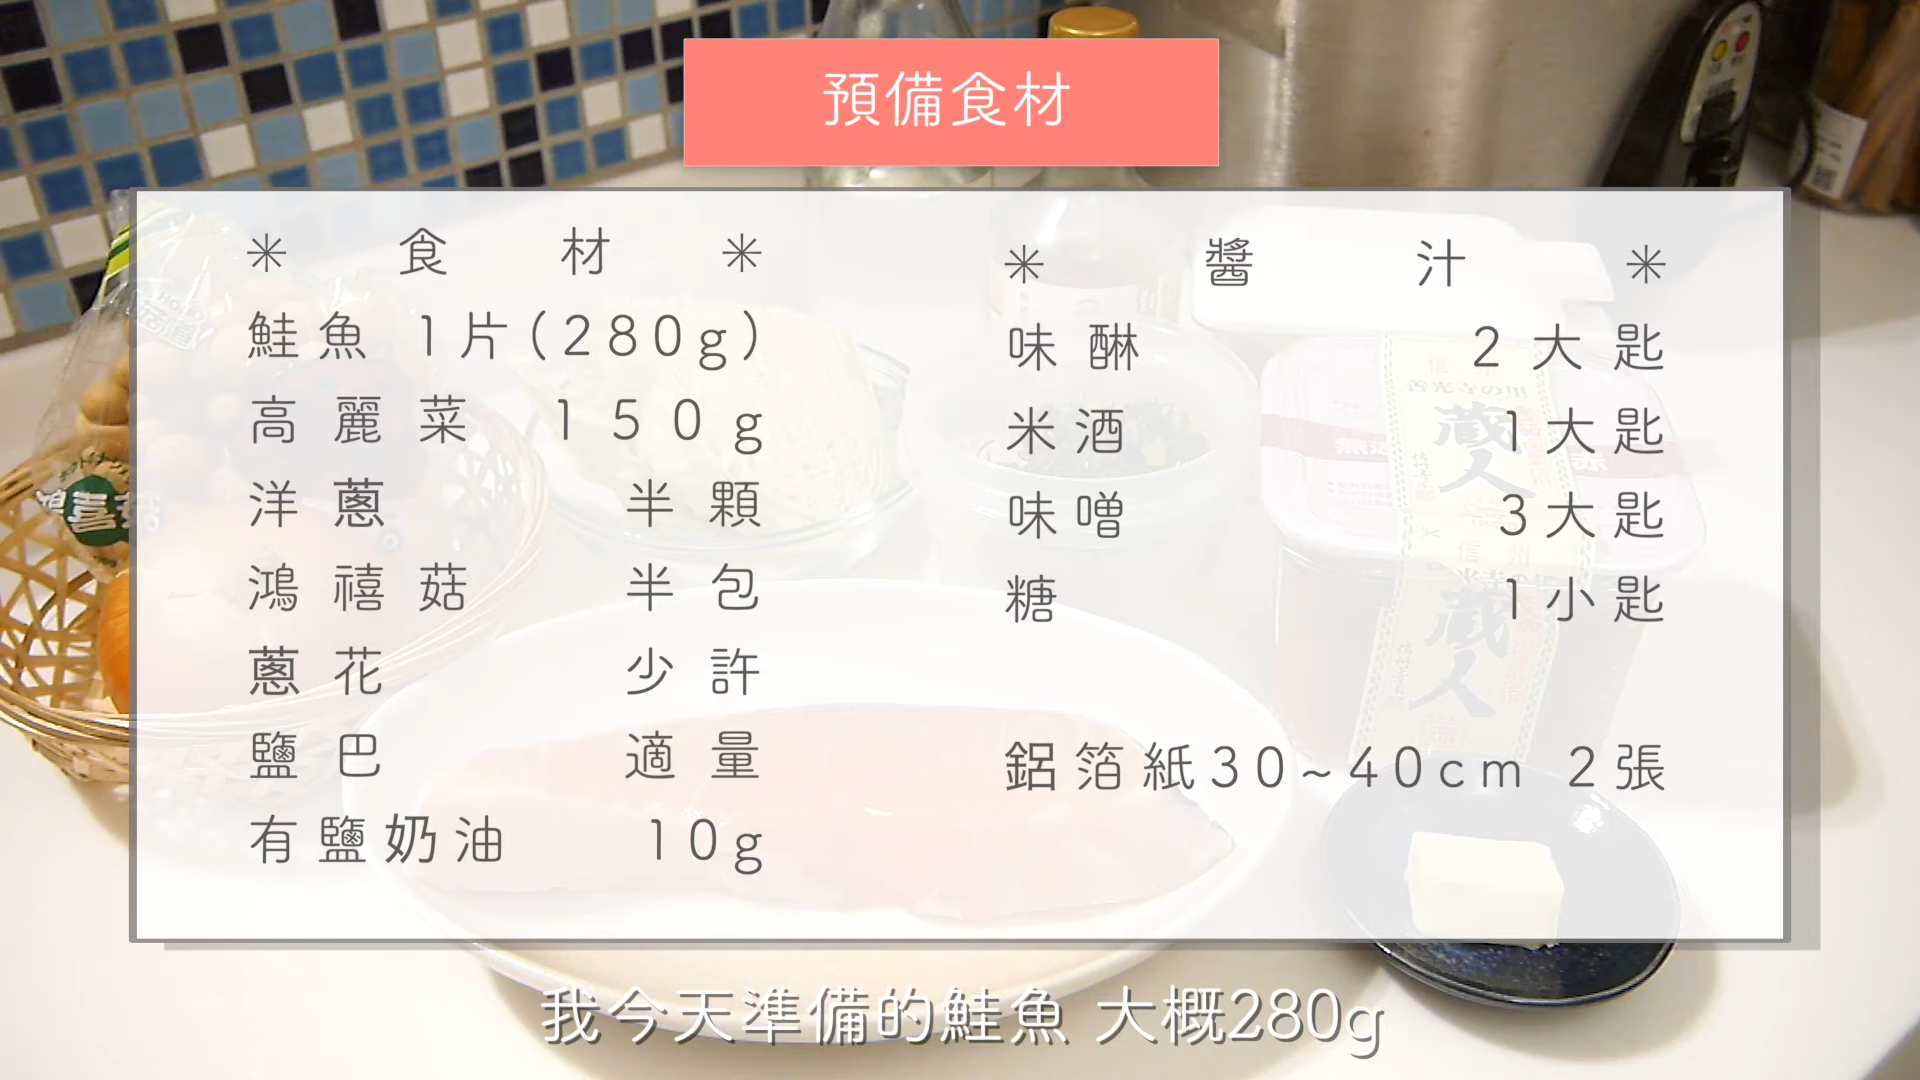 預備食材
✳ 食 材 ✳
鮭魚 1片(280g)
高麗菜 150g
洋蔥 半顆
鴻禧菇 半包
蔥花 少許
鹽巴 適量
有鹽奶油 10g
✳ 醬 汁 ✳
味醂 2大匙
米酒 1大匙
味噌 3大匙
糖 1小匙
鋁箔紙30~40cm 2張
藏人
藏人
我今天準備的鮭魚 大概280g